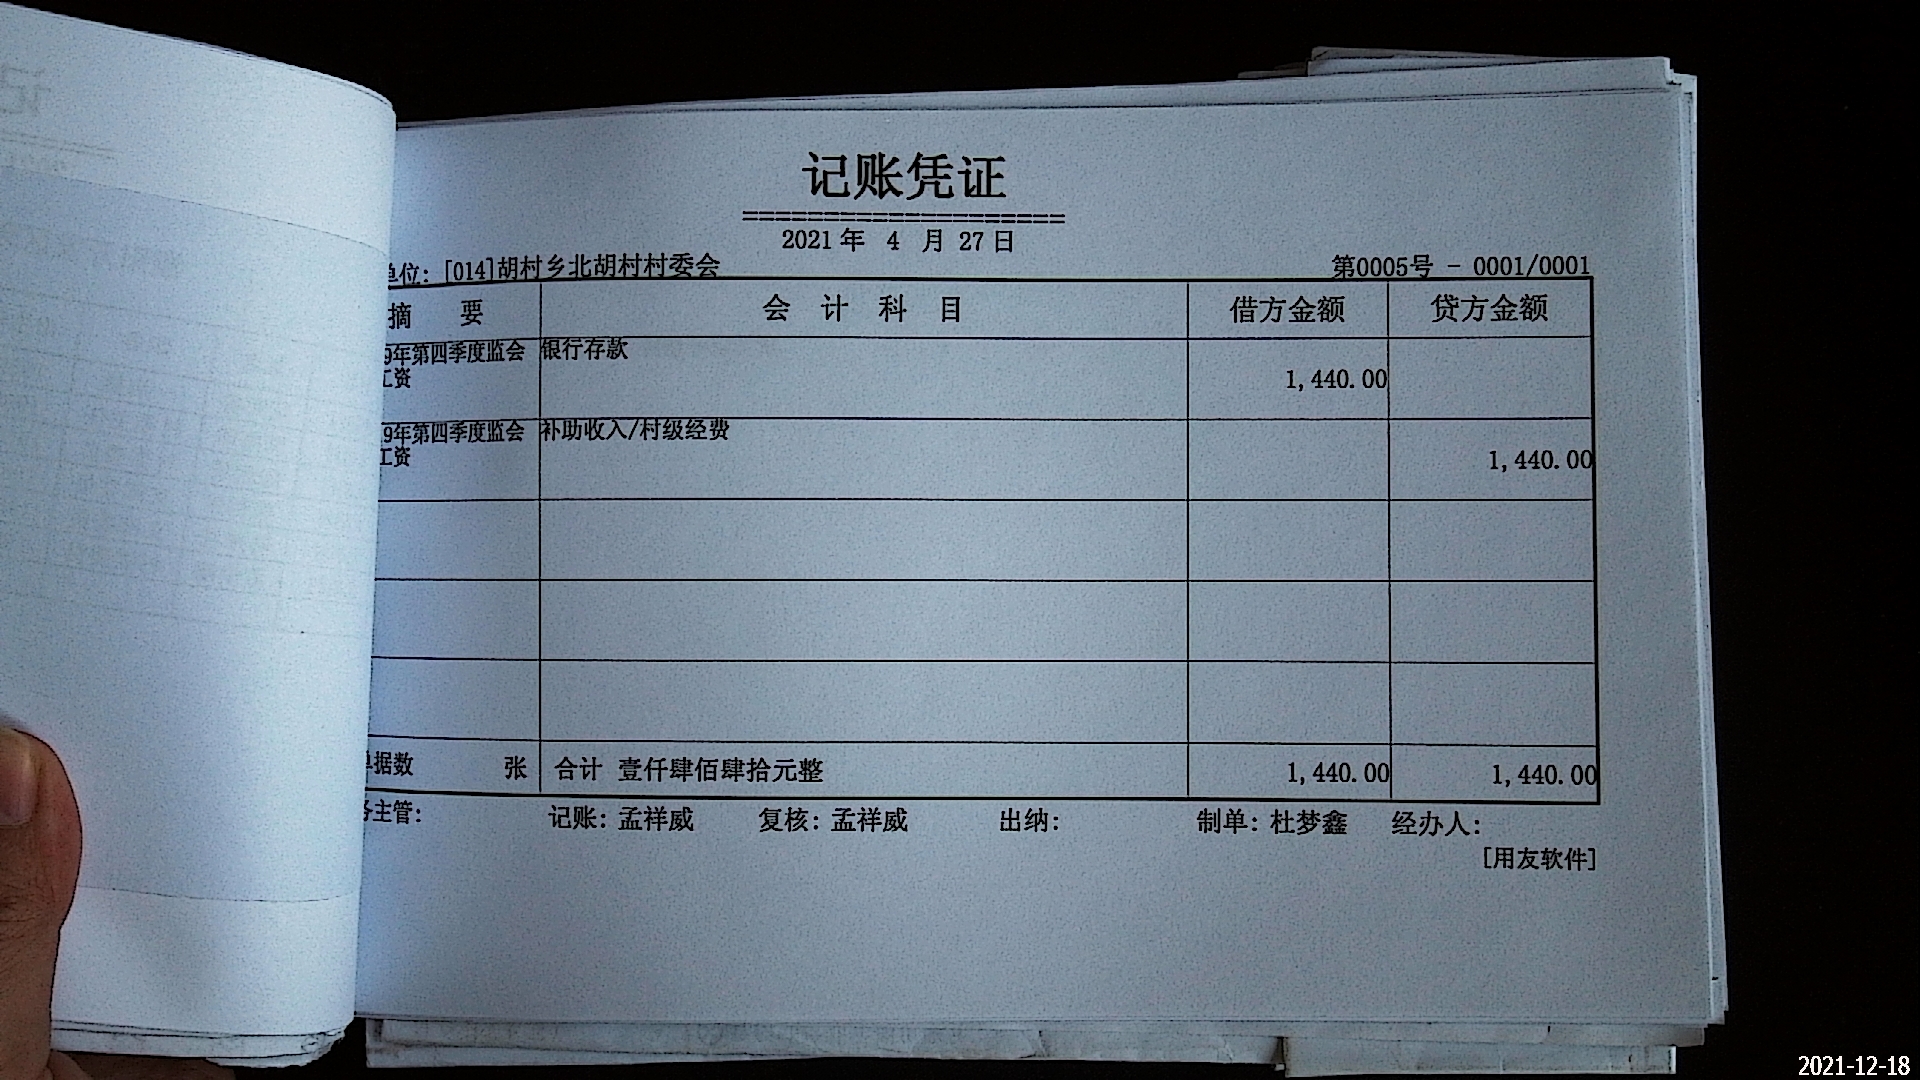 记账凭证
2021 年 4 月 27 日
单位: [014]胡村乡北胡村村委会 第0005号 - 0001/0001
摘 要 会 计 科 目 借方金额 贷方金额
9年第四季度监会 银行存款
工资 1,440.00
9年第四季度监会 补助收入/村级经费
工资 1,440.00
单据数 张 合计 壹仟肆佰肆拾元整 1,440.00 1,440.00
务主管: 记账: 孟祥威 复核: 孟祥威 出纳: 制单: 杜梦鑫 经办人:
[用友软件]
2021-12-18